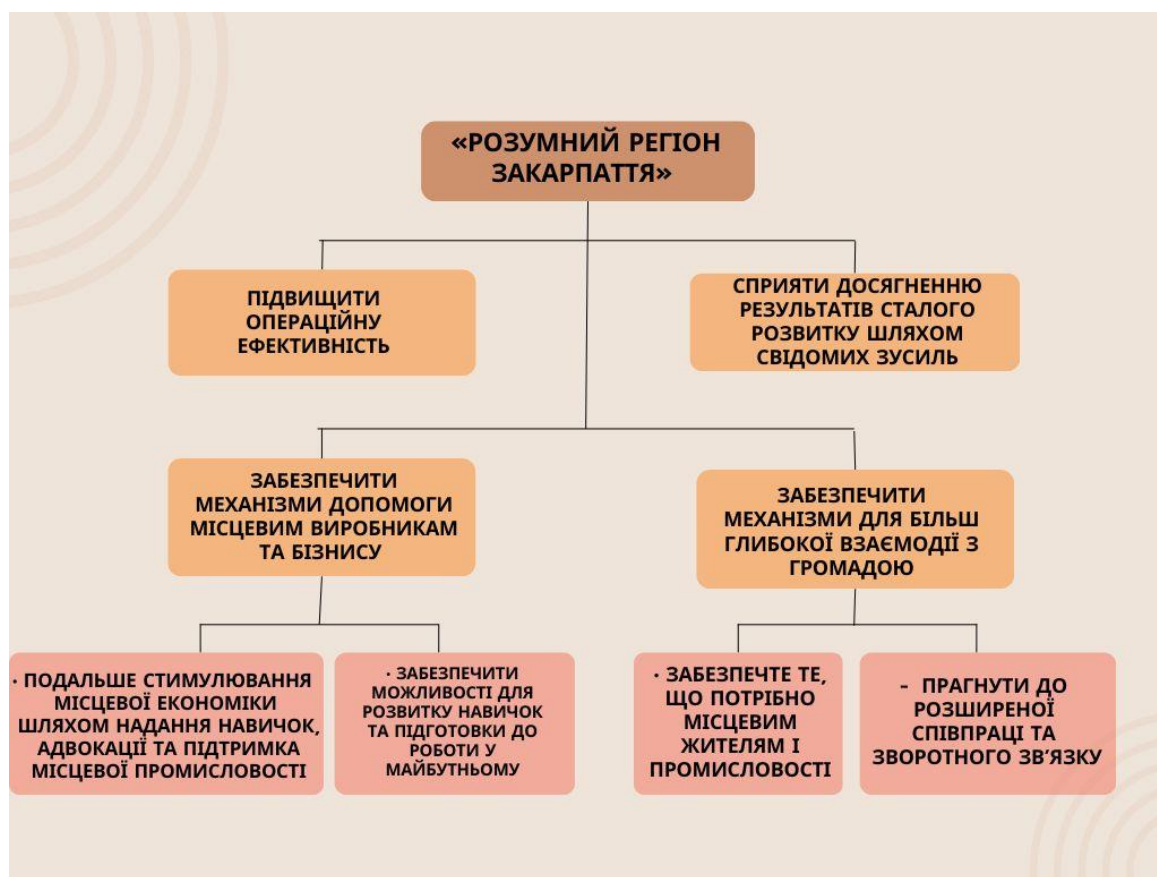 «РОЗУМНИЙ РЕГІОН
ЗАКАРПАТТЯ»
ПІДВИЩИТИ
ОПЕРАЦІЙНУ
ЕФЕКТИВНІСТЬ
СПРИЯТИ ДОСЯГНЕННЮ
РЕЗУЛЬТАТІВ СТАЛОГО
РОЗВИТКУ ШЛЯХОМ
СВІДОМИХ ЗУСИЛЬ
ЗАБЕЗПЕЧИТИ
МЕХАНІЗМИ ДОПОМОГИ
МІСЦЕВИМ ВИРОБНИКАМ
ТА БІЗНИСУ
ЗАБЕЗПЕЧИТИ
МЕХАНІЗМИ ДЛЯ БІЛЬШ
ГЛИБОКОЇ ВЗАЄМОДІЇ З
ГРОМАДОЮ
· ПОДАЛЬШЕ СТИМУЛЮВАННЯ
МІСЦЕВОЇ ЕКОНОМІКИ
ШЛЯХОМ НАДАННЯ НАВИЧОК,
АДВОКАЦІЇ ТА ПІДТРИМКА
МІСЦЕВОЇ ПРОМИСЛОВОСТІ
· ЗАБЕЗПЕЧИТИ
МОЖЛИВОСТІ ДЛЯ
РОЗВИТКУ НАВИЧОК
ТА ПІДГОТОВКИ ДО
РОБОТИ У
МАЙБУТНЬОМУ
· ЗАБЕЗПЕЧТЕ ТЕ,
ЩО ПОТРІБНО
МІСЦЕВИМ
ЖИТЕЛЯМ І
ПРОМИСЛОВОСТІ
- ПРАГНУТИ ДО
РОЗШИРЕНОЇ
СПІВПРАЦІ ТА
ЗВОРОТНОГО ЗВ’ЯЗКУ